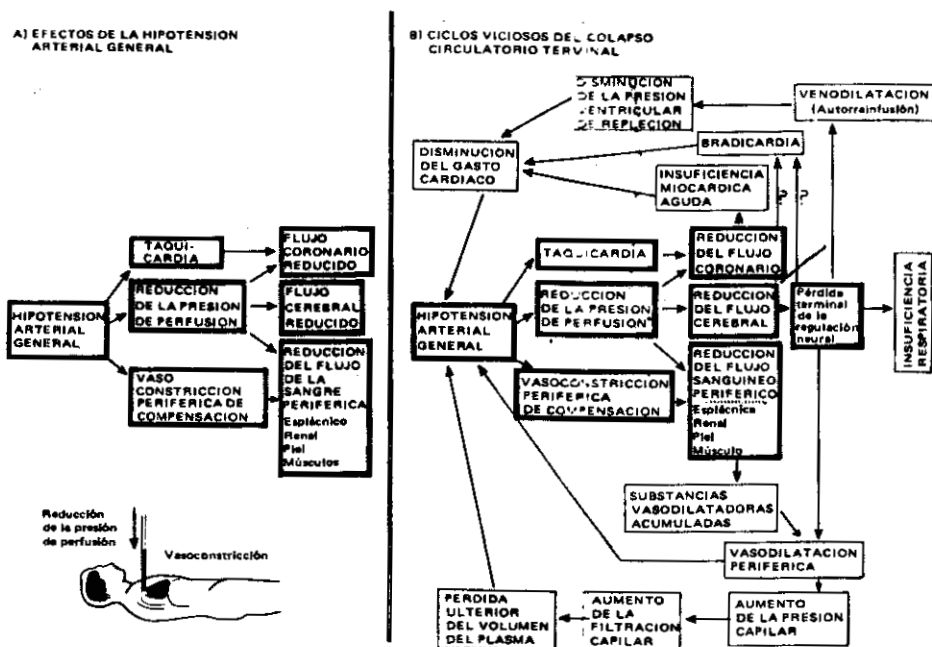 A) EFECTOS DE LA HIPOTENSION
ARTERIAL GENERAL
HIPOTENSION
ARTERIAL
GENERAL
TAQUI-
CARDIA
REDUCCION
DE LA PRESION
DE PERFUSION
VASO
CONSTRICCION
PERIFERICA DE
COMPENSACION
FLUJO
CORONARIO
REDUCIDO
FLUJO
CEREBRAL
REDUCIDO
REDUCCION
DEL FLUJO
DE LA
SANGRE
PERIFERICA
Esplácnico
Renal
Piel
Músculos
Reducción
de la presión
de perfusión
Vasoconstricción
B) CICLOS VICIOSOS DEL COLAPSO
CIRCULATORIO TERVINAL
DISMINUCION
DE LA PRESION
VENTRICULAR
DE REPLECION
VENODILATACION
(Autorreinfusión)
BRADICARDIA
DISMINUCION
DEL GASTO
CARDIACO
INSUFICIENCIA
MIOCARDICA
AGUDA
? ?
TAQUICARDIA
REDUCCION
DEL FLUJO
CORONARIO
HIPOTENSION
ARTERIAL
GENERAL
REDUCCION
DE LA PRESION
DE PERFUSION
REDUCCION
DEL FLUJO
CEREBRAL
Pérdida
terminal
de la
regulación
neural
INSUFICIENCIA
RESPIRATORIA
VASOCONSTRICCION
PERIFERICA
DE COMPENSACION
REDUCCION
DEL FLUJO
SANGUINEO
PERIFERICO
Esplácnica
Renal
Piel
Músculo
SUBSTANCIAS
VASODILATADORAS
ACUMULADAS
VASODILATACION
PERIFERICA
PERDIDA
ULTERIOR
DEL VOLUMEN
DEL PLASMA
AUMENTO
DE LA
FILTRACION
CAPILAR
AUMENTO
DE LA PRESION
CAPILAR